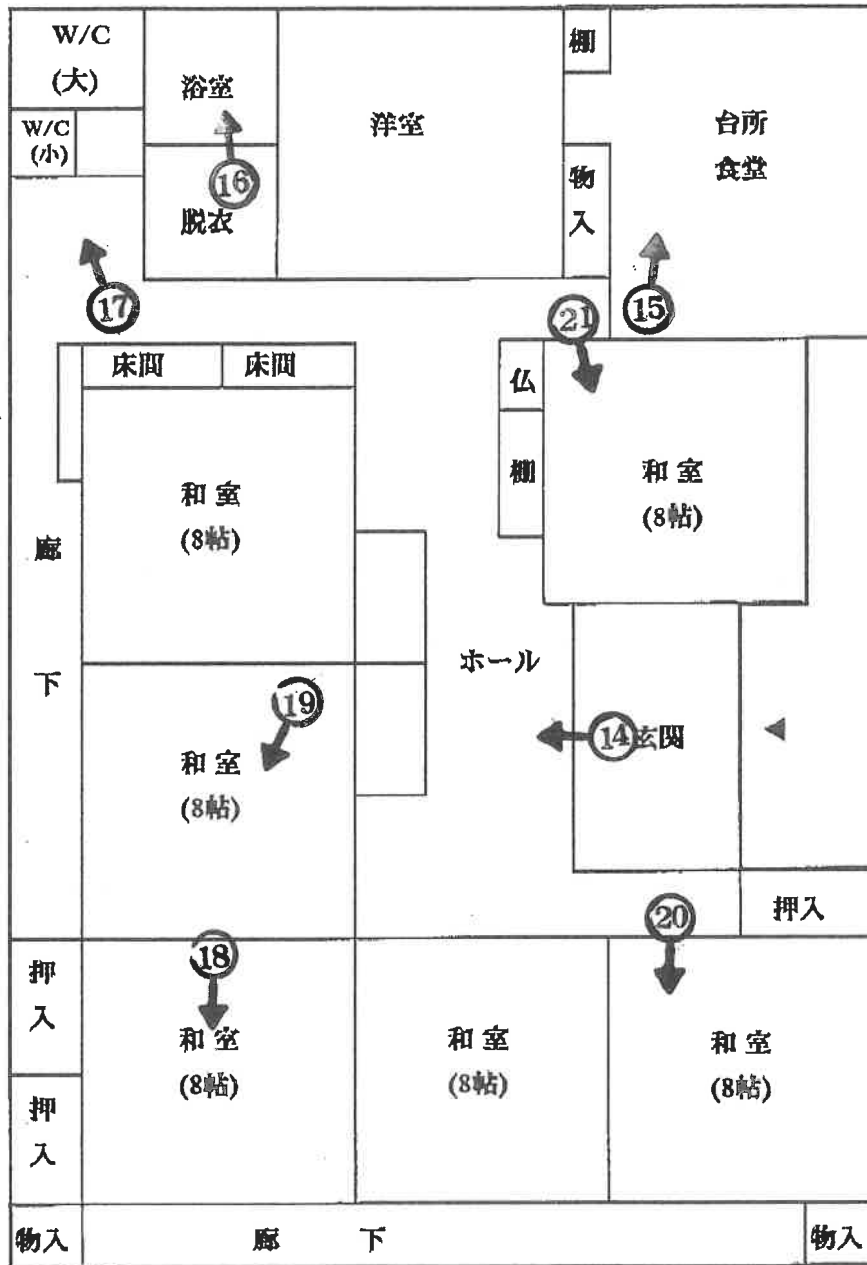 W/C
(大)
浴室
洋室
棚
台所
食堂
W/C
(小)
⑯
脱衣
物
入
⑰
㉑
⑮
床間
床間
仏
棚
和室
(8帖)
和室
(8帖)
廊
下
ホール
⑲
和室
(8帖)
⑭玄関
◀
押入
⑳
⑱
押
入
和室
(8帖)
和室
(8帖)
和室
(8帖)
押
入
物入
廊下
物入